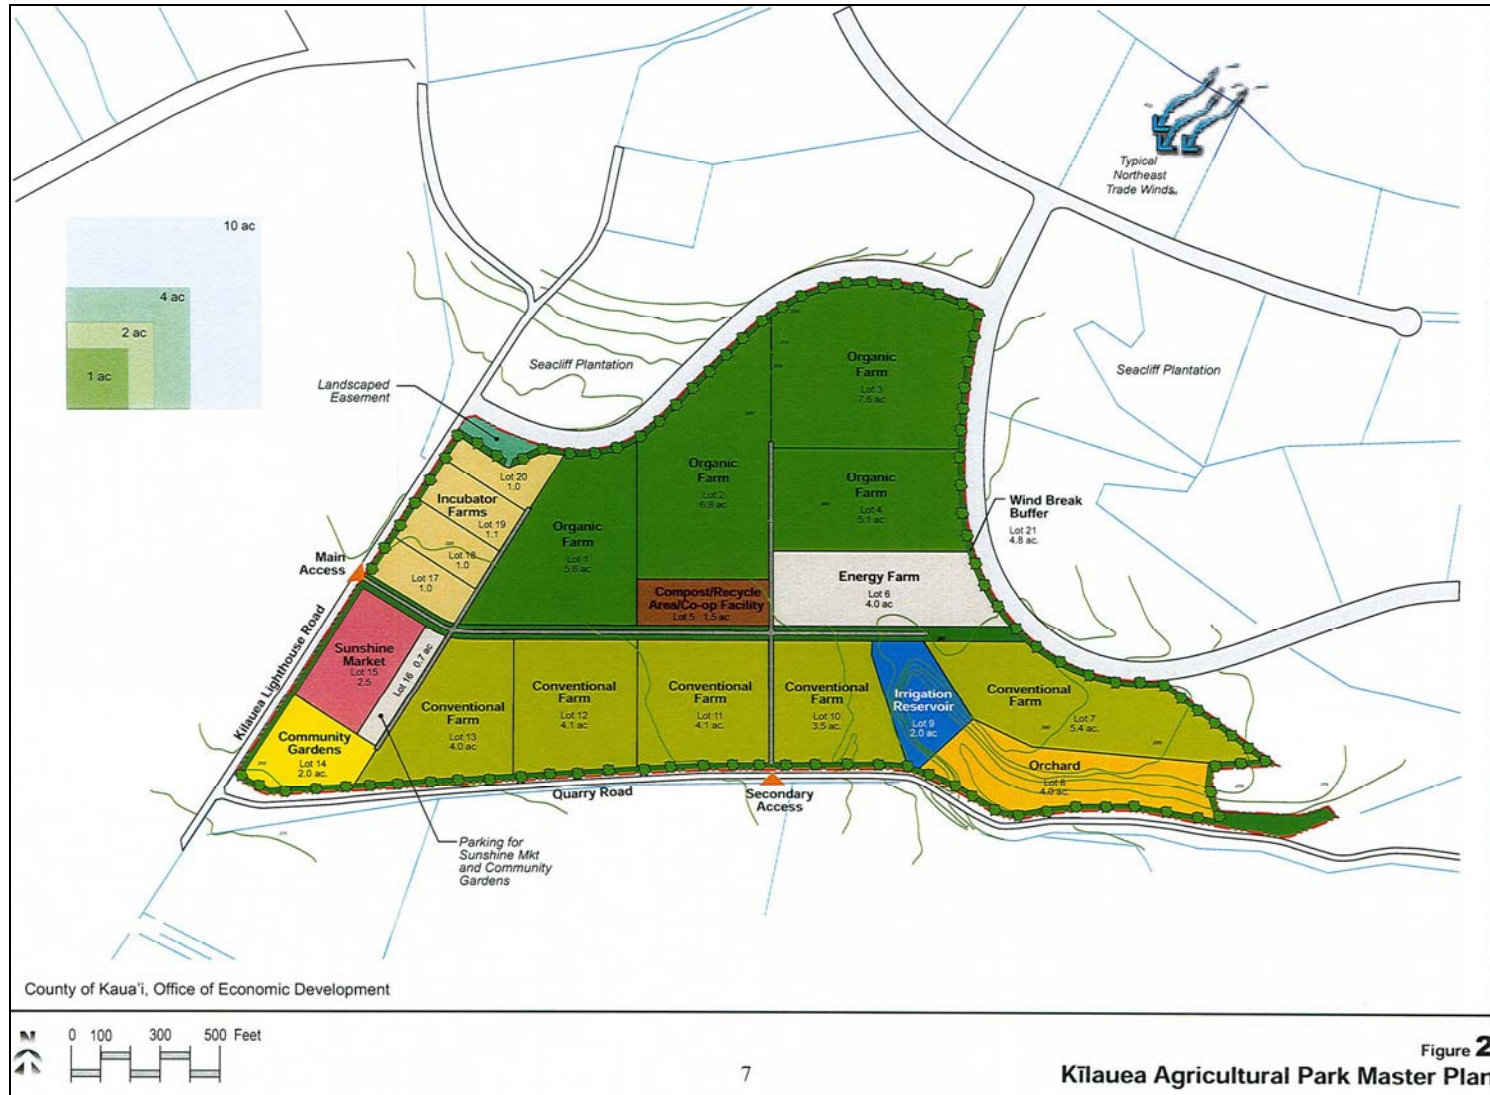 10 ac
4 ac
2 ac
1 ac
Typical
Northeast
Trade Winds
Seacliff Plantation
Seacliff Plantation
Landscaped
Easement
Organic
Farm
Lot 3
7.6 ac
Organic
Farm
Lot 2
6.8 ac
Organic
Farm
Lot 4
5.1 ac
Organic
Farm
Lot 1
5.6 ac
Lot 20
1.0
Incubator
Farms
Lot 19
1.1
Lot 18
1.0
Lot 17
1.0
Wind Break
Buffer
Lot 21
4.8 ac.
Main
Access
Energy Farm
Lot 6
4.0 ac
Compost/Recycle
Area/Co-op Facility
Lot 5 1.5 ac
Kilauea Lighthouse Road
Sunshine
Market
Lot 15
2.5
Lot 16 0.7 ac
Community
Gardens
Lot 14
2.0 ac.
Conventional
Farm
Lot 13
4.0 ac
Conventional
Farm
Lot 12
4.1 ac
Conventional
Farm
Lot 11
4.1 ac.
Conventional
Farm
Lot 10
3.5 ac.
Irrigation
Reservoir
Lot 9
2.0 ac
Conventional
Farm
Lot 7
5.4 ac.
Orchard
Lot 8
4.0 ac.
Quarry Road
Secondary
Access
Parking for
Sunshine Mkt
and Community
Gardens
County of Kaua'i, Office of Economic Development
N
0 100 300 500 Feet
7
Figure 2
Kīlauea Agricultural Park Master Plan